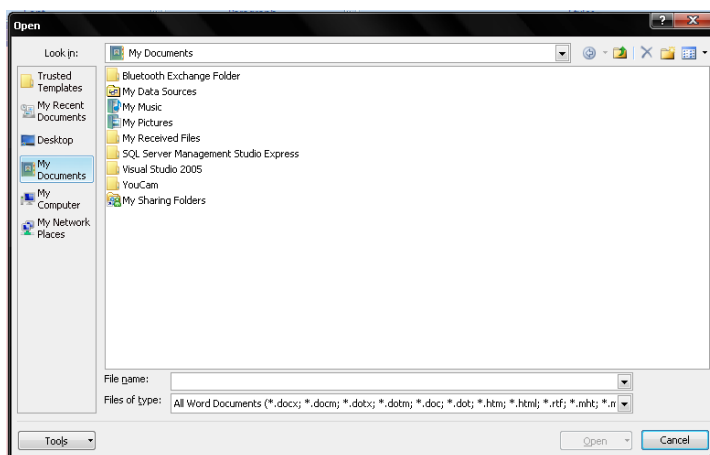 Open
Look in:
My Documents
Trusted
Templates
My Recent
Documents
Desktop
My
Documents
My
Computer
My Network
Places
Bluetooth Exchange Folder
My Data Sources
My Music
My Pictures
My Received Files
SQL Server Management Studio Express
Visual Studio 2005
YouCam
My Sharing Folders
File name:
Files of type:
All Word Documents (*.docx; *.docm; *.dotx; *.dotm; *.doc; *.dot; *.htm; *.html; *.rtf; *.mht; *.m
Tools
Open
Cancel